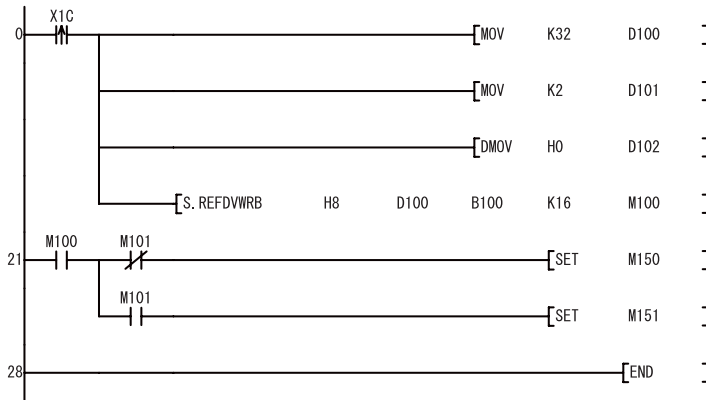 X1C
0 MOV K32 D100
MOV K2 D101
DMOV H0 D102
S.REFDVWRB H8 D100 B100 K16 M100
M100 M101
21 SET M150
M101
SET M151
28 END